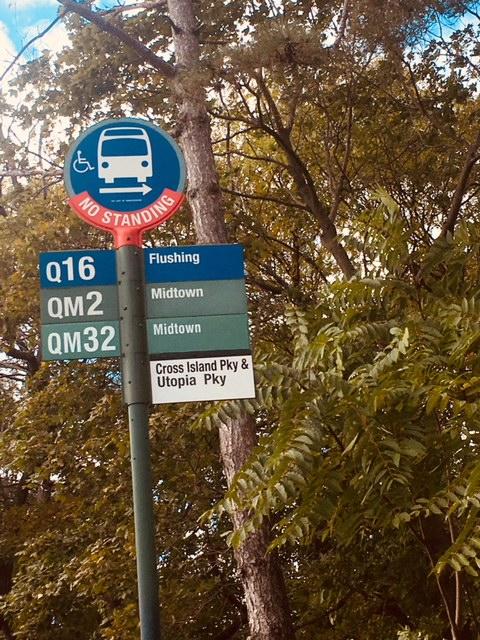 NO STANDING
Q16 Flushing
QM2 Midtown
QM32 Midtown
Cross Island Pky &
Utopia Pky